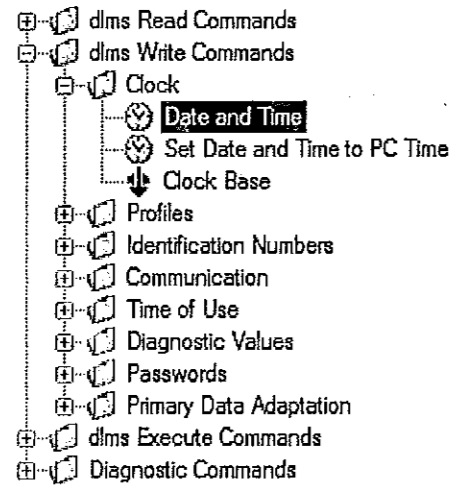 dlms Read Commands
dlms Write Commands
Clock
Date and Time
Set Date and Time to PC Time
Clock Base
Profiles
Identification Numbers
Communication
Time of Use
Diagnostic Values
Passwords
Primary Data Adaptation
dlms Execute Commands
Diagnostic Commands